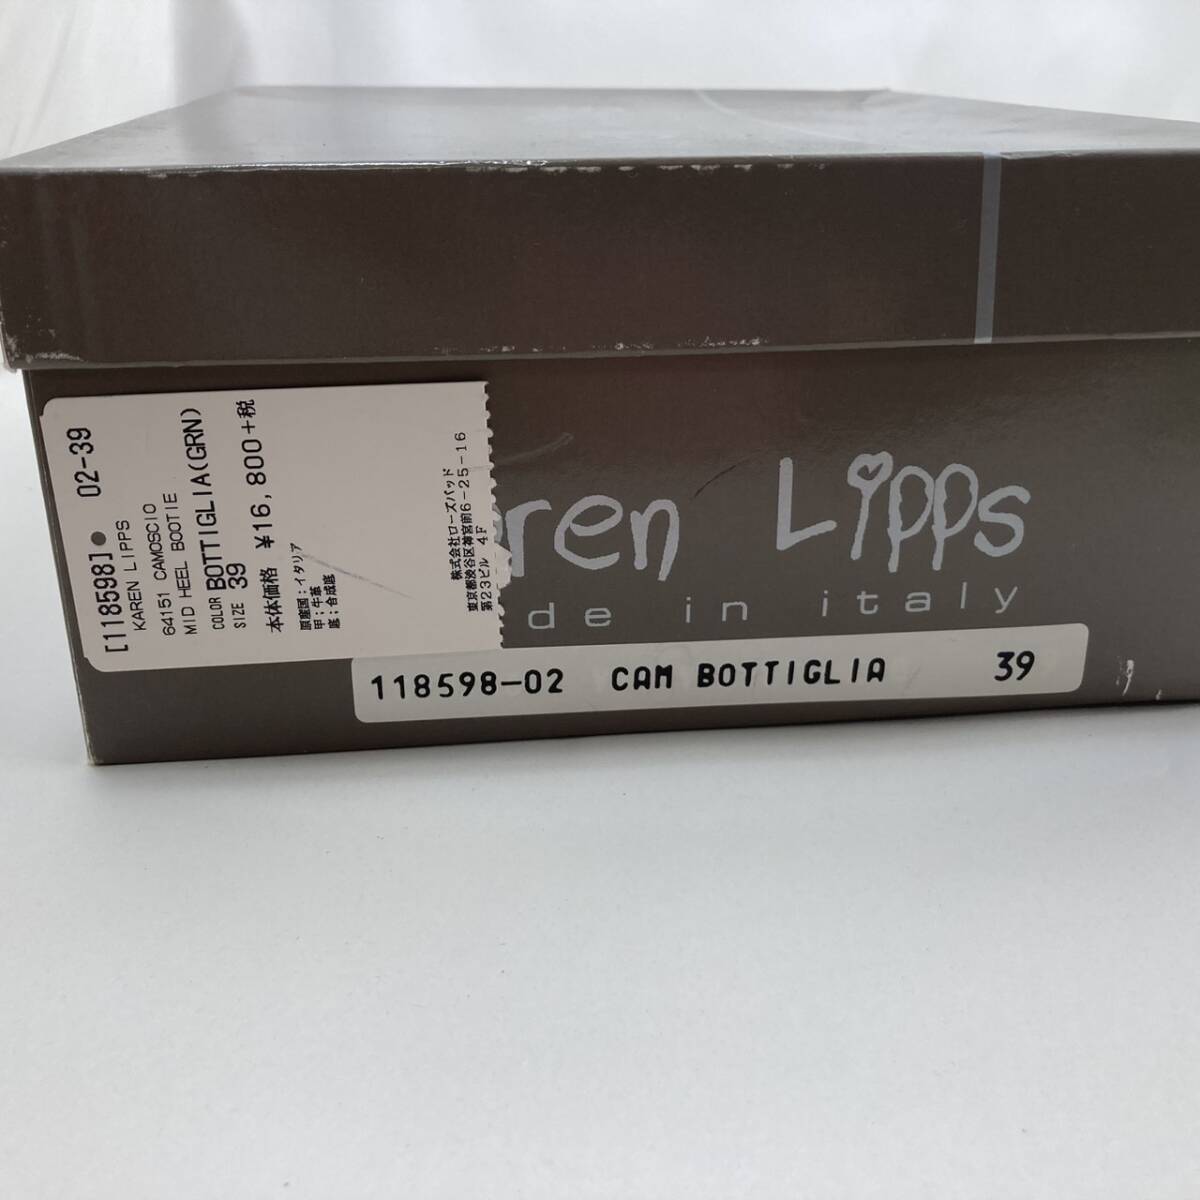 [118598]● 02-39
KAREN LIPPS
64151 CAMOSCIO
MID HEEL BOOTIE
COLOR BOTTIGLIA(GRN)
SIZE 39
本体価格 ¥16,800+税
原産国:イタリア
甲:牛革
底:合成底
株式会社ローズバッド
東京都渋谷区神宮前6-25-16
第23ビル 4F
ren Lipps
de in italy
118598-02 CAM BOTTIGLIA 39